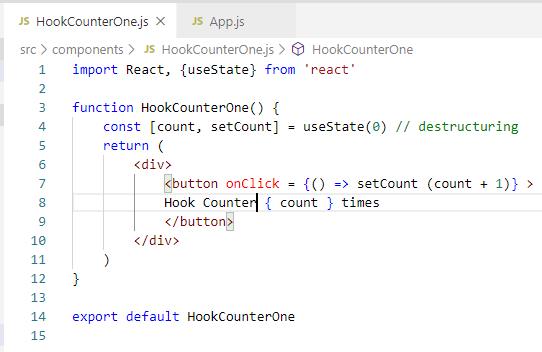 JS HookCounterOne.js × JS App.js
src > components > JS HookCounterOne.js > HookCounterOne
1 import React, {useState} from 'react'
2
3 function HookCounterOne() {
4 const [count, setCount] = useState(0) // destructuring
5 return (
6 <div>
7 <button onClick = {() => setCount (count + 1)} >
8 Hook Counter { count } times
9 </button>
10 </div>
11 )
12 }
13
14 export default HookCounterOne
15